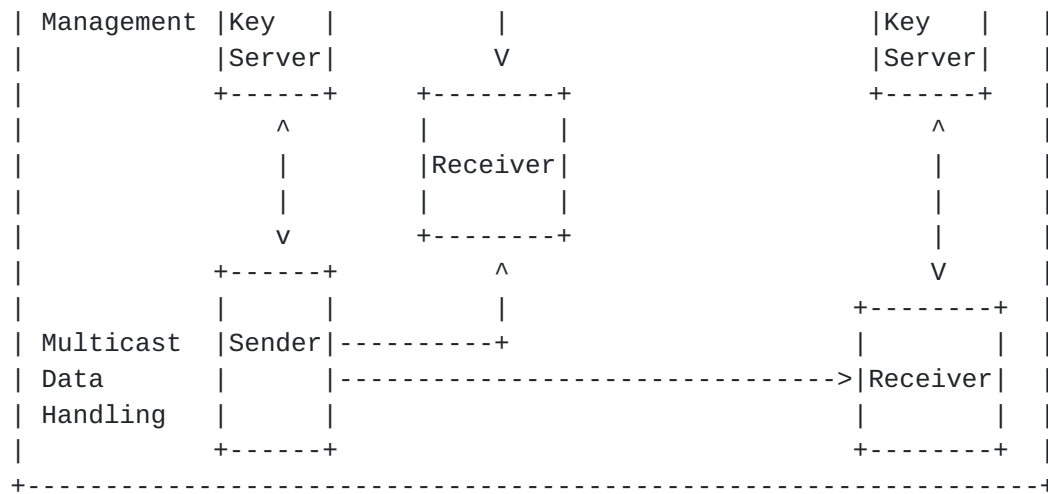 | Management |Key   |          |                      |Key   |   |
|            |Server|          V                      |Server|   |
|            +------+     +--------+                  +------+   |
|                ^        |        |                      ^      |
|                |        |Receiver|                      |      |
|                |        |        |                      |      |
|                v        +--------+                      |      |
|            +------+          ^                          V      |
|            |      |          |                     +--------+  |
| Multicast  |Sender|----------+                     |        |  |
| Data       |      |------------------------------->|Receiver|  |
| Handling   |      |                                |        |  |
|            +------+                                +--------+  |
+----------------------------------------------------------------+